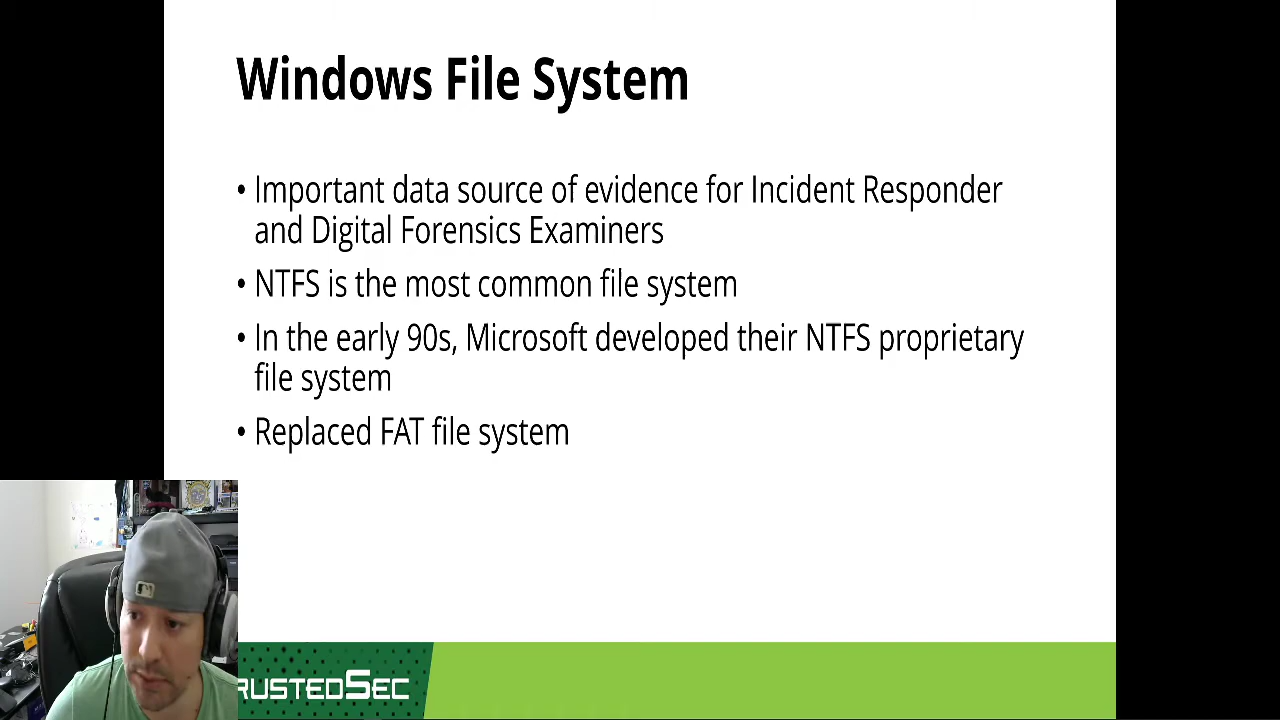 Windows File System
• Important data source of evidence for Incident Responder
and Digital Forensics Examiners
• NTFS is the most common file system
• In the early 90s, Microsoft developed their NTFS proprietary
file system
• Replaced FAT file system
RUSTEDSEC